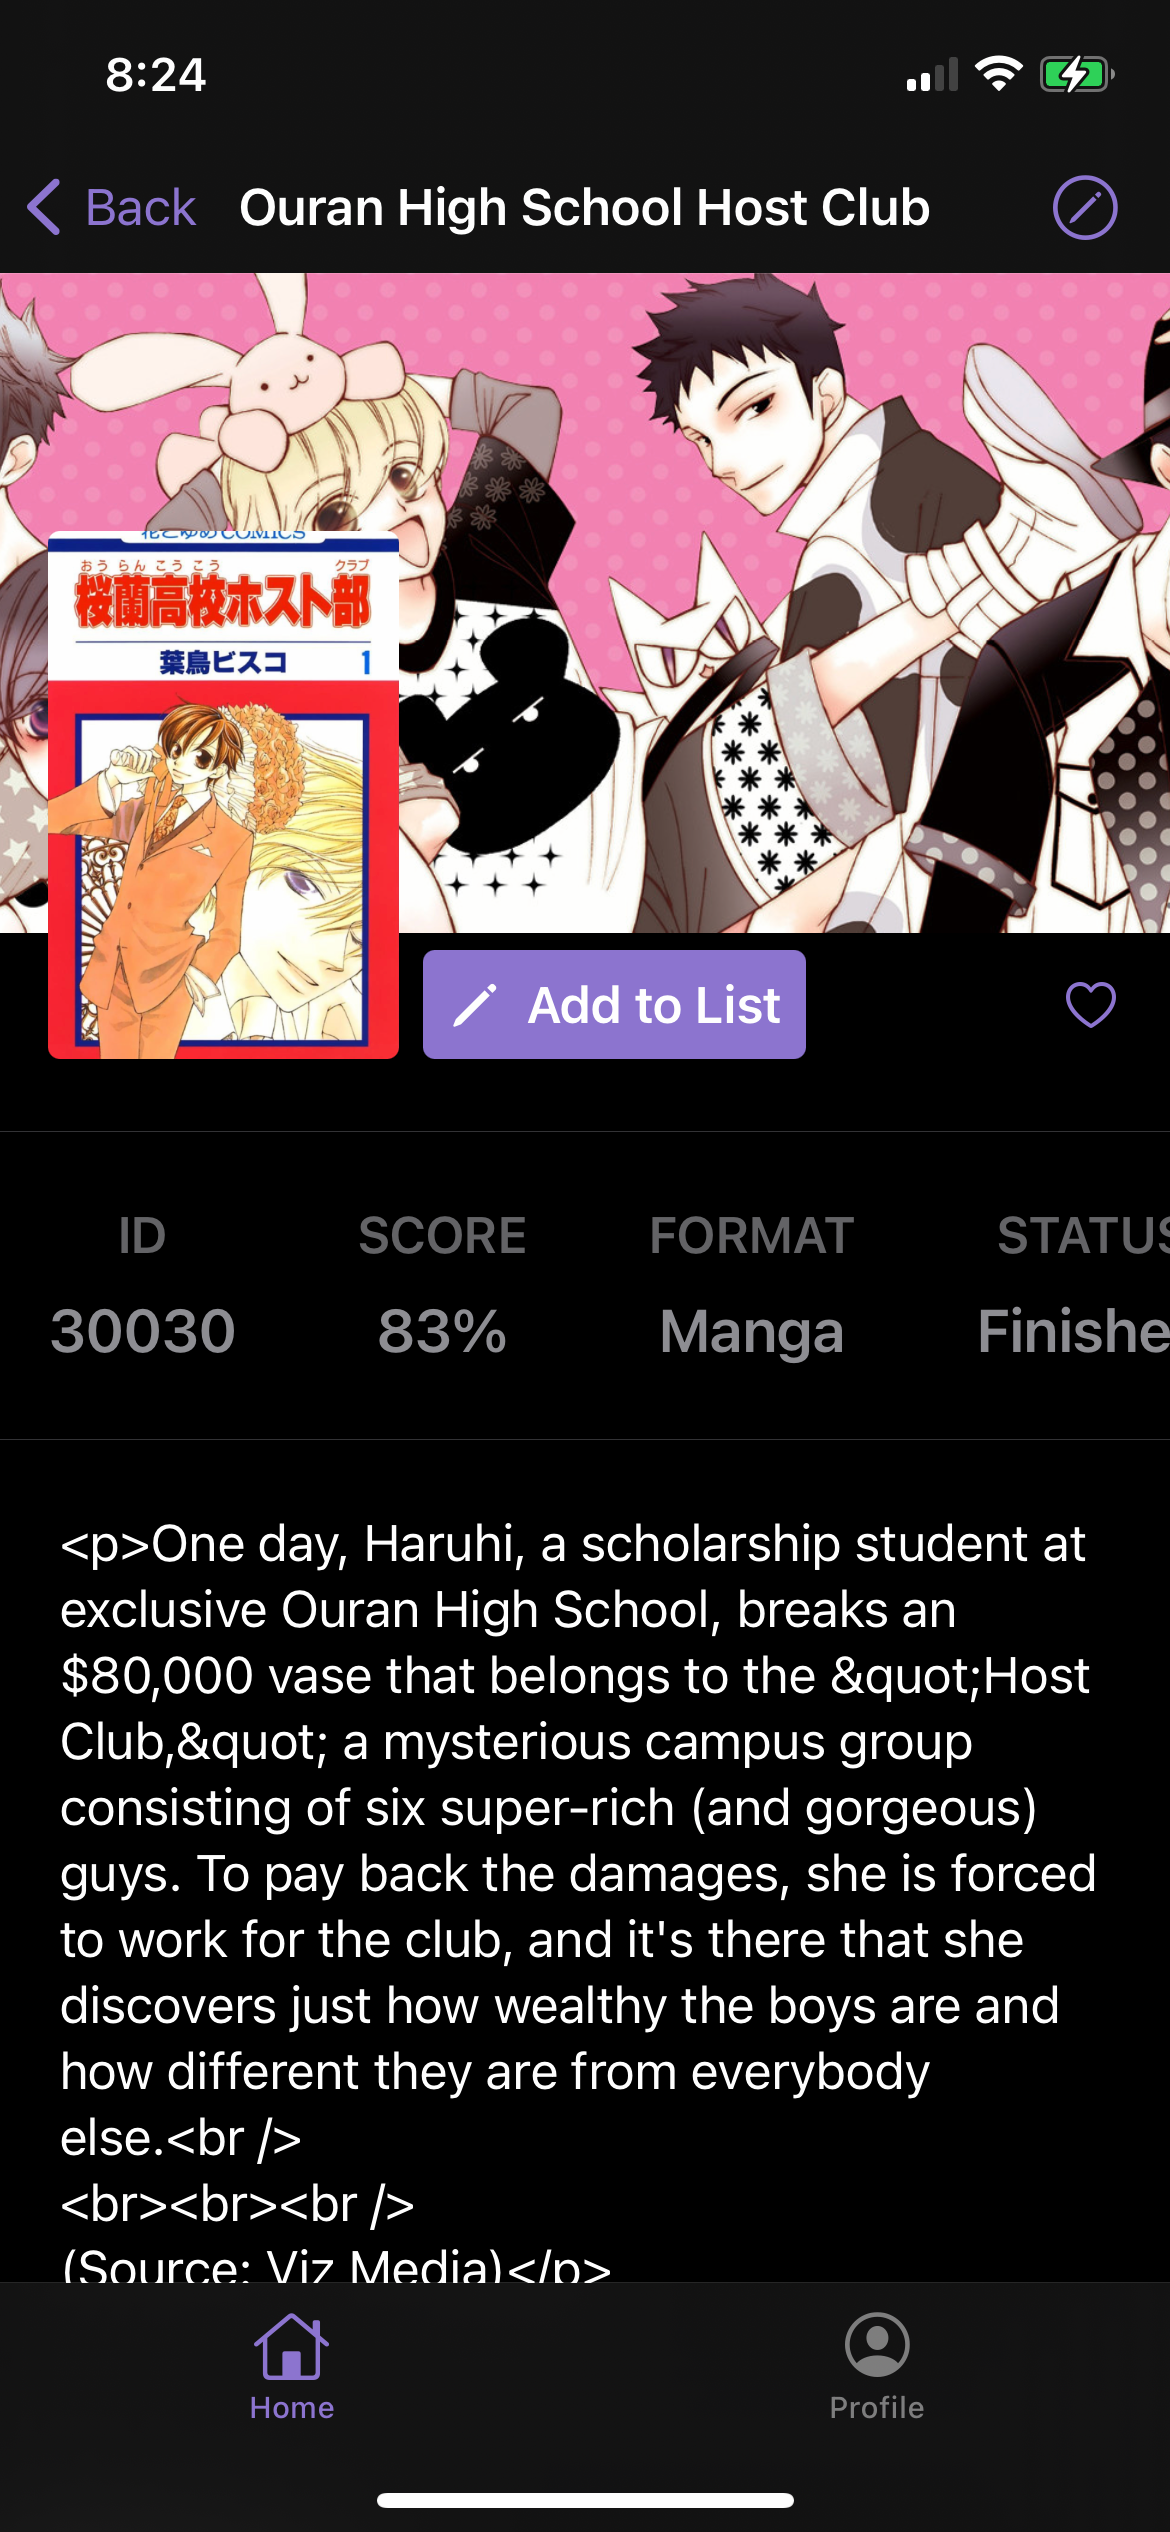 8:24
Back
Ouran High School Host Club
花とゆめCOMICS
おうらんこうこう クラブ
桜蘭高校ホスト部
葉鳥ビスコ 1
Add to List
ID SCORE FORMAT STATUS
30030 83% Manga Finishe
<p>One day, Haruhi, a scholarship student at
exclusive Ouran High School, breaks an
$80,000 vase that belongs to the &quot;Host
Club,&quot; a mysterious campus group
consisting of six super-rich (and gorgeous)
guys. To pay back the damages, she is forced
to work for the club, and it's there that she
discovers just how wealthy the boys are and
how different they are from everybody
else.<br />
<br><br><br />
(Source: Viz Media)</p>
Home
Profile